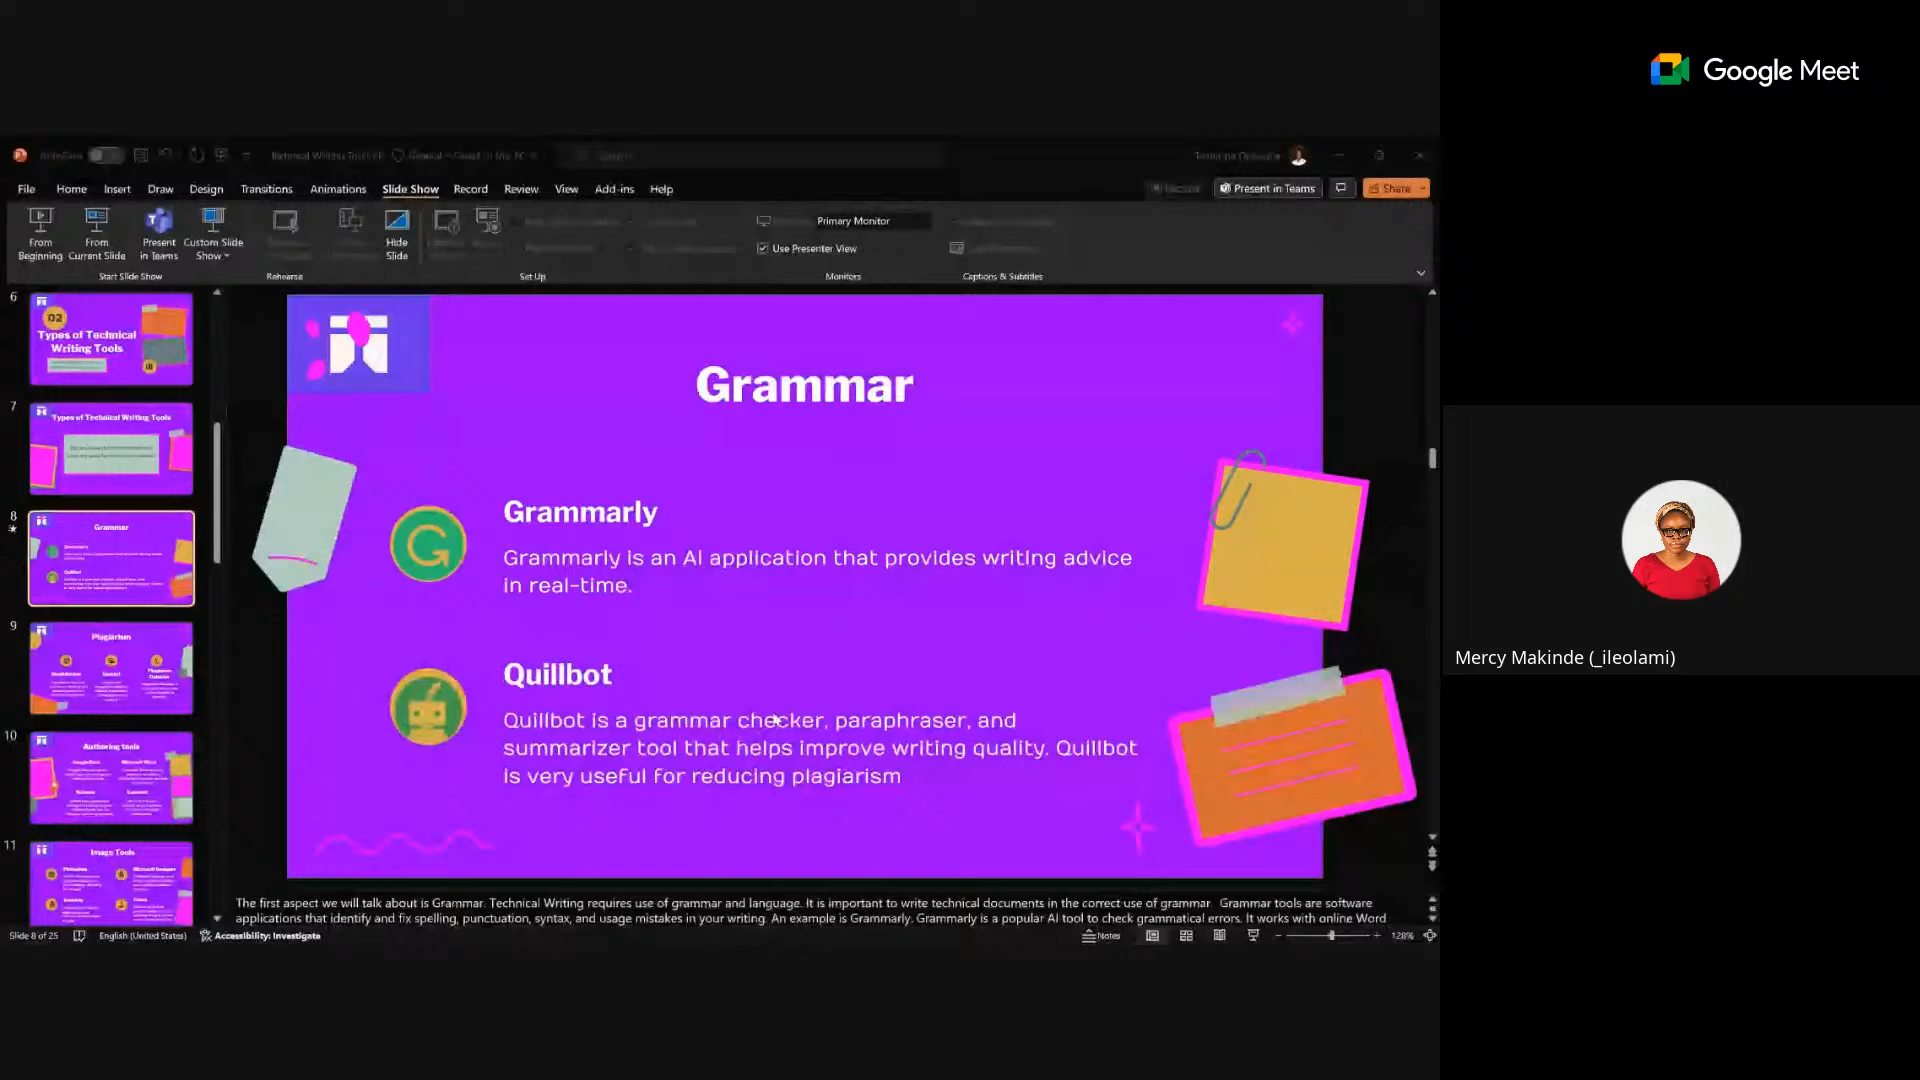 Google Meet
File Home Insert Draw Design Transitions Animations Slide Show Record Review View Add-ins Help
Present in Teams
Share
From Beginning
From Current Slide
Present in Teams
Custom Slide Show
Hide Slide
Primary Monitor
Use Presenter View
Start Slide Show
Rehearse
Set Up
Monitors
Captions & Subtitles
6
02
Types of Technical
Writing Tools
7
Types of Technical Writing Tools
8
Grammar
9
Plagiarism
10
Authoring tools
11
Image Tools
Grammar
Grammarly
Grammarly is an AI application that provides writing advice
in real-time.
Quillbot
Quillbot is a grammar checker, paraphraser, and
summarizer tool that helps improve writing quality. Quillbot
is very useful for reducing plagiarism
The first aspect we will talk about is Grammar. Technical Writing requires use of grammar and language. It is important to write technical documents in the correct use of grammar. Grammar tools are software
applications that identify and fix spelling, punctuation, syntax, and usage mistakes in your writing. An example is Grammarly. Grammarly is a popular AI tool to check grammatical errors. It works with online Word
Slide 8 of 25 English (United States) Accessibility: Investigate Notes 128%
Mercy Makinde (_ileolami)